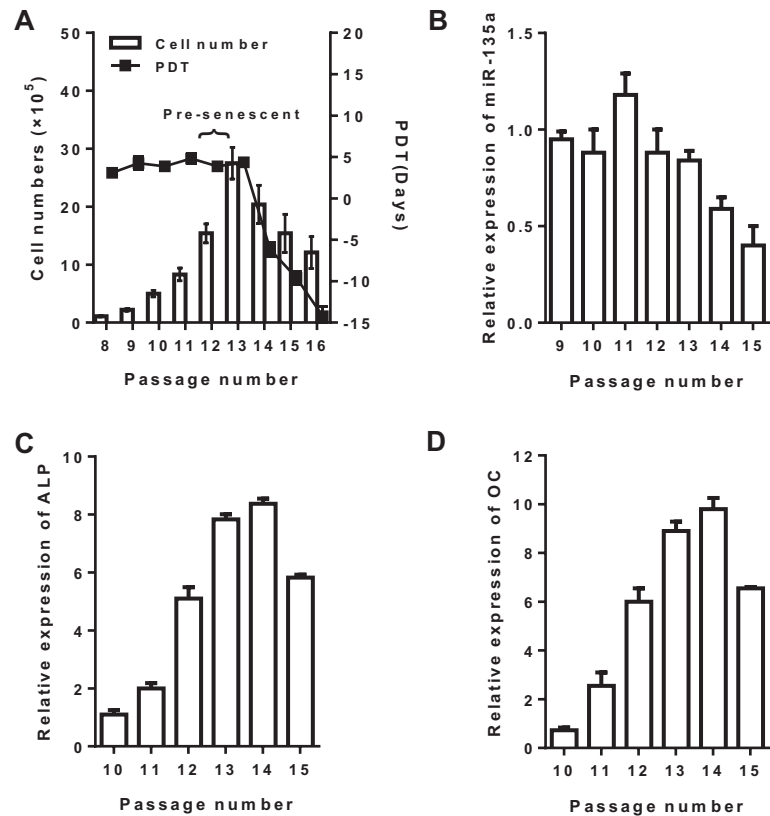 A
Cell number
PDT
Pre-senescent
Cell numbers (×10⁵)
50
40
30
20
10
0
PDT(Days)
20
15
10
5
0
-5
-10
-15
8 9 10 11 12 13 14 15 16
Passage number
B
Relative expression of miR-135a
1.5
1.0
0.5
0.0
9 10 11 12 13 14 15
Passage number
C
Relative expression of ALP
10
8
6
4
2
0
10 11 12 13 14 15
Passage number
D
Relative expression of OC
12
10
8
6
4
2
0
10 11 12 13 14 15
Passage number